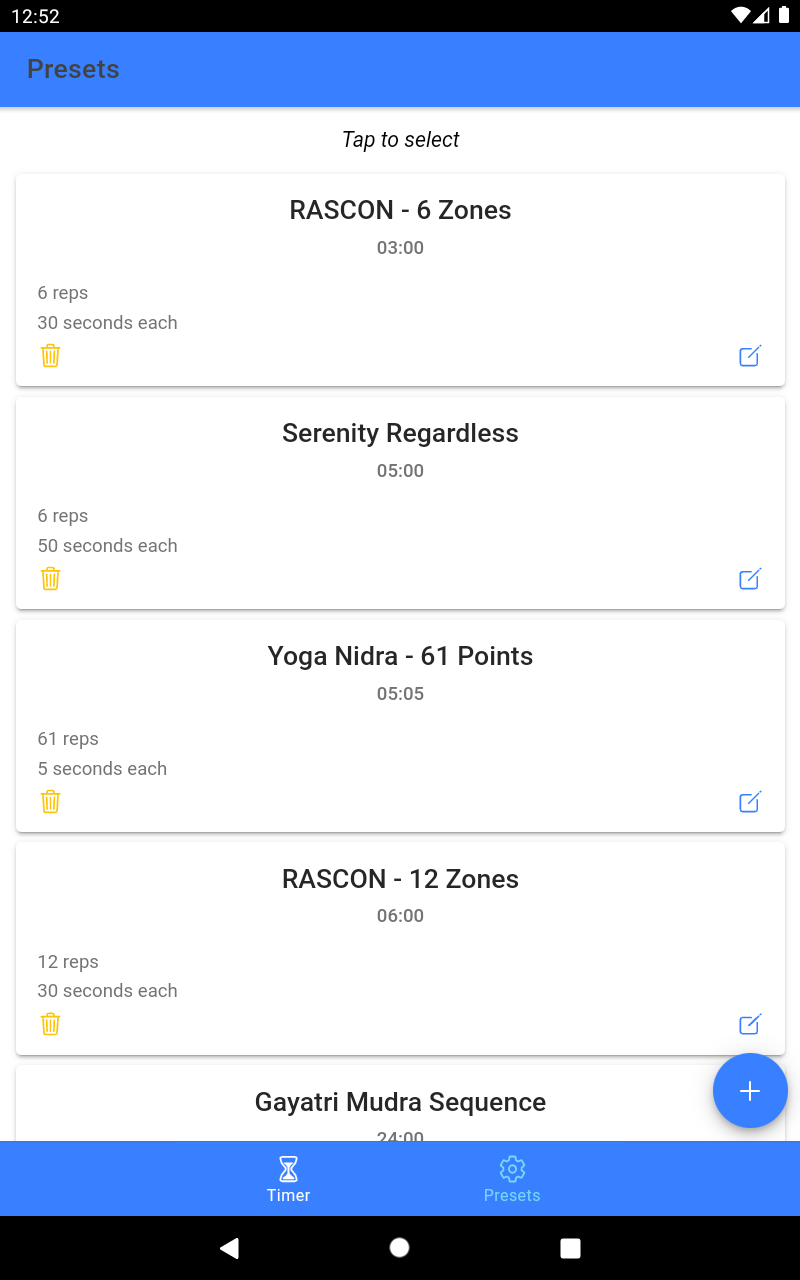 12:52
Presets
Tap to select
RASCON - 6 Zones
03:00
6 reps
30 seconds each
Serenity Regardless
05:00
6 reps
50 seconds each
Yoga Nidra - 61 Points
05:05
61 reps
5 seconds each
RASCON - 12 Zones
06:00
12 reps
30 seconds each
Gayatri Mudra Sequence
24:00
Timer
Presets